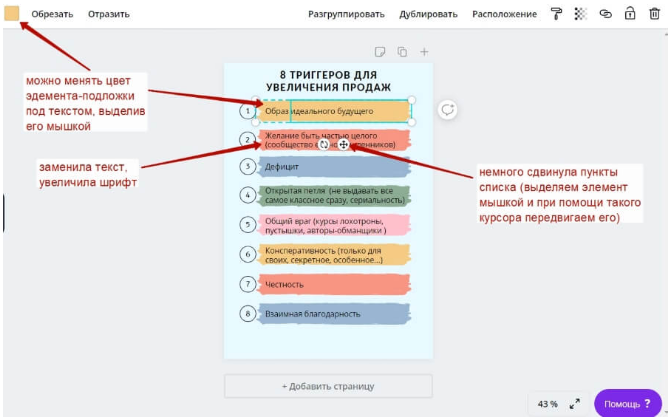 Обрезать Отразить Разгруппировать Дублировать Расположение
8 ТРИГГЕРОВ ДЛЯ
УВЕЛИЧЕНИЯ ПРОДАЖ
можно менять цвет
эдемента-подложки
под текстом, выделив
его мышкой
1 Образ идеального будущего
2 Желание быть частью целого
(сообщество
заменила текст,
увеличила шрифт
3 Дефицит
немного сдвинула пункты
списка (выделяем элемент
мышкой и при помощи такого
курсора передвигаем его)
4 Открытая петля (не выдавать все
самое классное сразу, сериальность)
5 Общий враг (курсы лохотроны,
пустышки, авторы-обманщики )
6 Консперативность (только для
своих, секретное, особенное...)
7 Честность
8 Взаимная благодарность
+ Добавить страницу
43 % Помощь ?